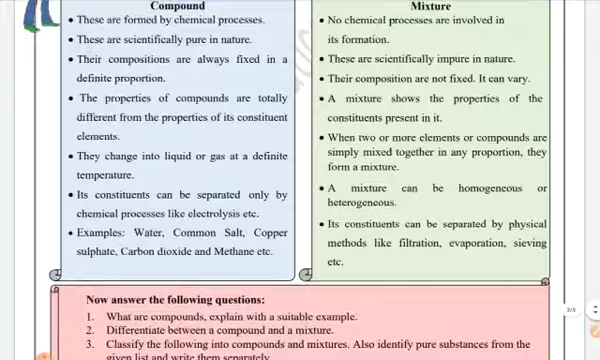 Compound
• These are formed by chemical processes.
• These are scientifically pure in nature.
• Their compositions are always fixed in a
definite proportion.
• The properties of compounds are totally
different from the properties of its constituent
elements.
• They change into liquid or gas at a definite
temperature.
• Its constituents can be separated only by
chemical processes like electrolysis etc.
• Examples: Water, Common Salt, Copper
sulphate, Carbon dioxide and Methane etc.
Mixture
• No chemical processes are involved in
its formation.
• These are scientifically impure in nature.
• Their composition are not fixed. It can vary.
• A mixture shows the properties of the
constituents present in it.
• When two or more elements or compounds are
simply mixed together in any proportion, they
form a mixture.
• A mixture can be homogeneous or
heterogeneous.
• Its constituents can be separated by physical
methods like filtration, evaporation, sieving
etc.
Now answer the following questions:
1. What are compounds, explain with a suitable example.
2. Differentiate between a compound and a mixture.
3. Classify the following into compounds and mixtures. Also identify pure substances from the
given list and write them separately
3/3